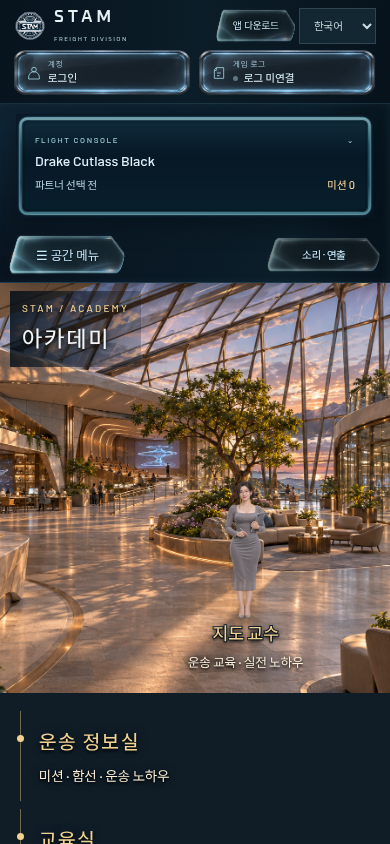 STAM
FREIGHT DIVISION
앱 다운로드
한국어
계정
로그인
게임 로그
로그 미연결
FLIGHT CONSOLE
Drake Cutlass Black
파트너 선택 전
미션 0
☰ 공간 메뉴
소리·연출
STAM / ACADEMY
아카데미
지도 교수
운송 교육·실전 노하우
운송 정보실
미션·함선·운송 노하우
교육실